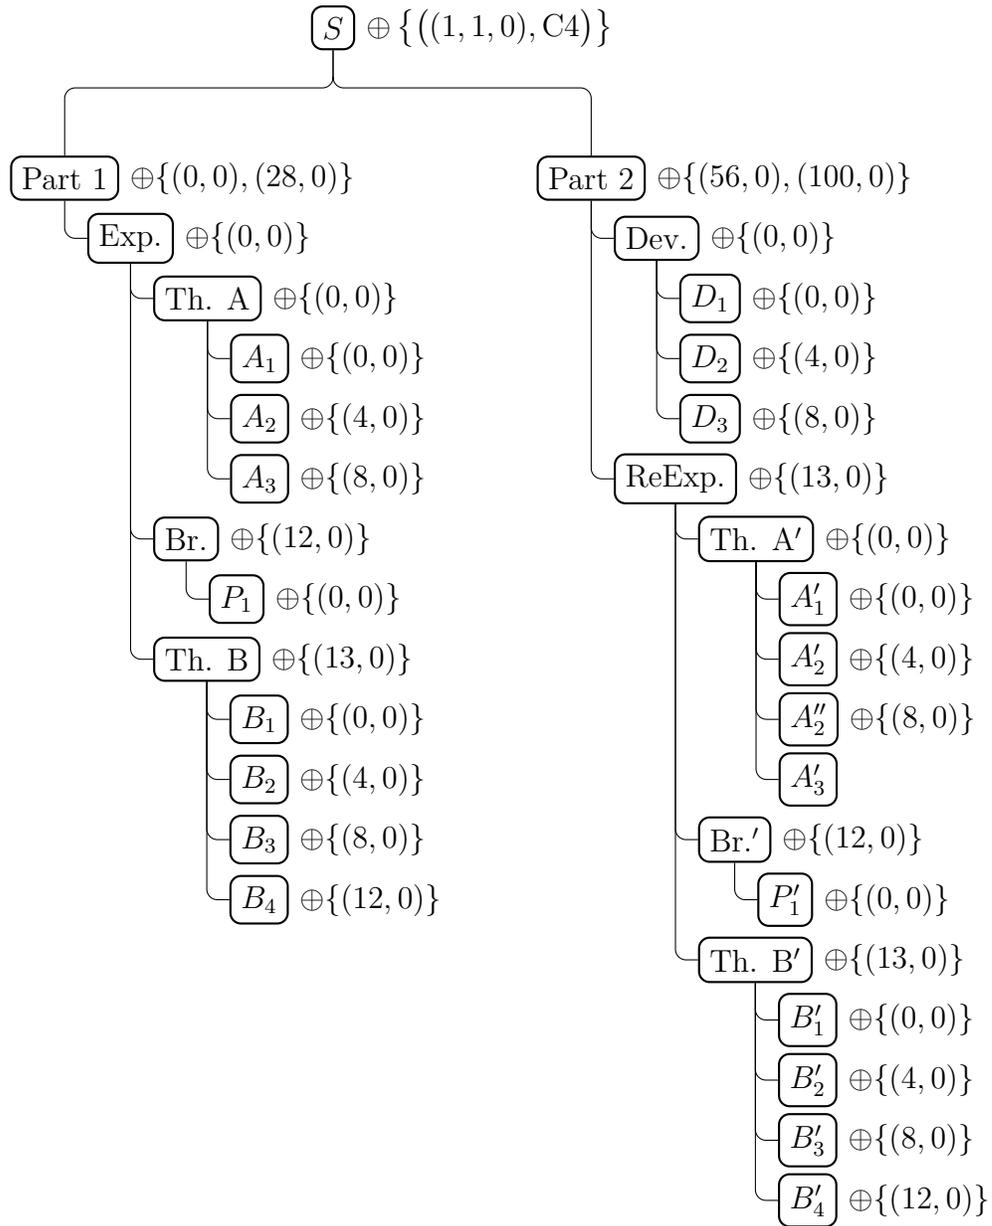 S ⊕ {((1, 1, 0), C4)}
Part 1 ⊕{(0, 0), (28, 0)}
Exp. ⊕{(0, 0)}
Th. A ⊕{(0, 0)}
A₁ ⊕{(0, 0)}
A₂ ⊕{(4, 0)}
A₃ ⊕{(8, 0)}
Br. ⊕{(12, 0)}
P₁ ⊕{(0, 0)}
Th. B ⊕{(13, 0)}
B₁ ⊕{(0, 0)}
B₂ ⊕{(4, 0)}
B₃ ⊕{(8, 0)}
B₄ ⊕{(12, 0)}
Part 2 ⊕{(56, 0), (100, 0)}
Dev. ⊕{(0, 0)}
D₁ ⊕{(0, 0)}
D₂ ⊕{(4, 0)}
D₃ ⊕{(8, 0)}
ReExp. ⊕{(13, 0)}
Th. A′ ⊕{(0, 0)}
A′₁ ⊕{(0, 0)}
A′₂ ⊕{(4, 0)}
A″₂ ⊕{(8, 0)}
A′₃
Br.′ ⊕{(12, 0)}
P′₁ ⊕{(0, 0)}
Th. B′ ⊕{(13, 0)}
B′₁ ⊕{(0, 0)}
B′₂ ⊕{(4, 0)}
B′₃ ⊕{(8, 0)}
B′₄ ⊕{(12, 0)}